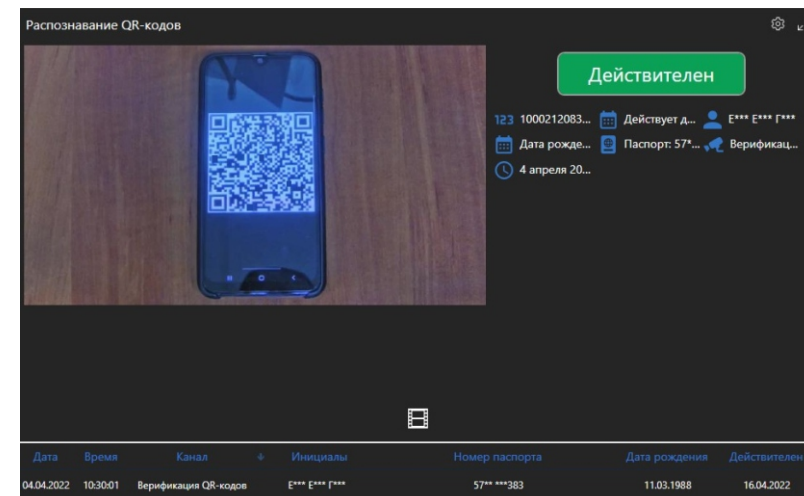 Распознавание QR-кодов
Действителен
123 1000212083... Действует д... Е*** Е*** Г***
Дата рожде... Паспорт: 57*... Верификац...
4 апреля 20...
Дата Время Канал Инициалы Номер паспорта Дата рождения Действителен
04.04.2022 10:30:01 Верификация QR-кодов Е*** Е*** Г*** 57** ***383 11.03.1988 16.04.2022